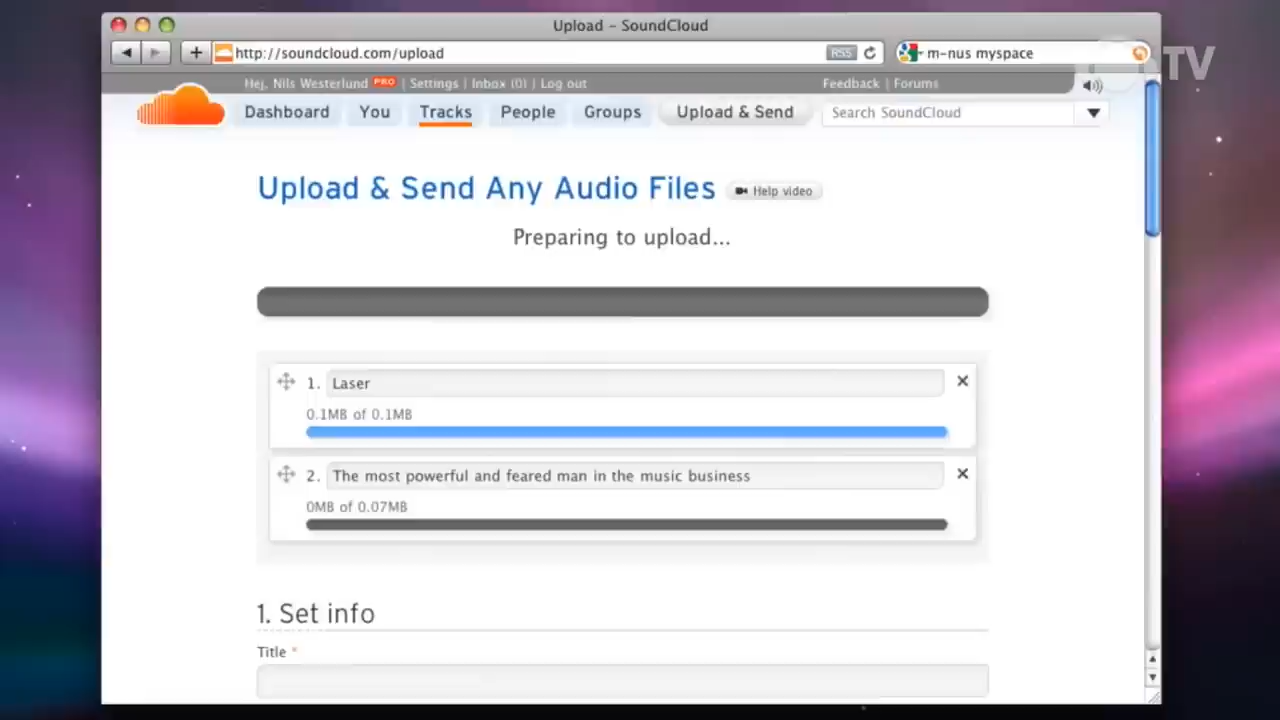 Upload – SoundCloud
http://soundcloud.com/upload
RSS
m-nus myspace
TV
Hej, Nils Westerlund PRO | Settings | Inbox (0) | Log out
Feedback | Forums
Dashboard You Tracks People Groups Upload & Send Search SoundCloud
Upload & Send Any Audio Files
Help video
Preparing to upload...
1. Laser
0.1MB of 0.1MB
2. The most powerful and feared man in the music business
0MB of 0.07MB
1. Set info
Title *